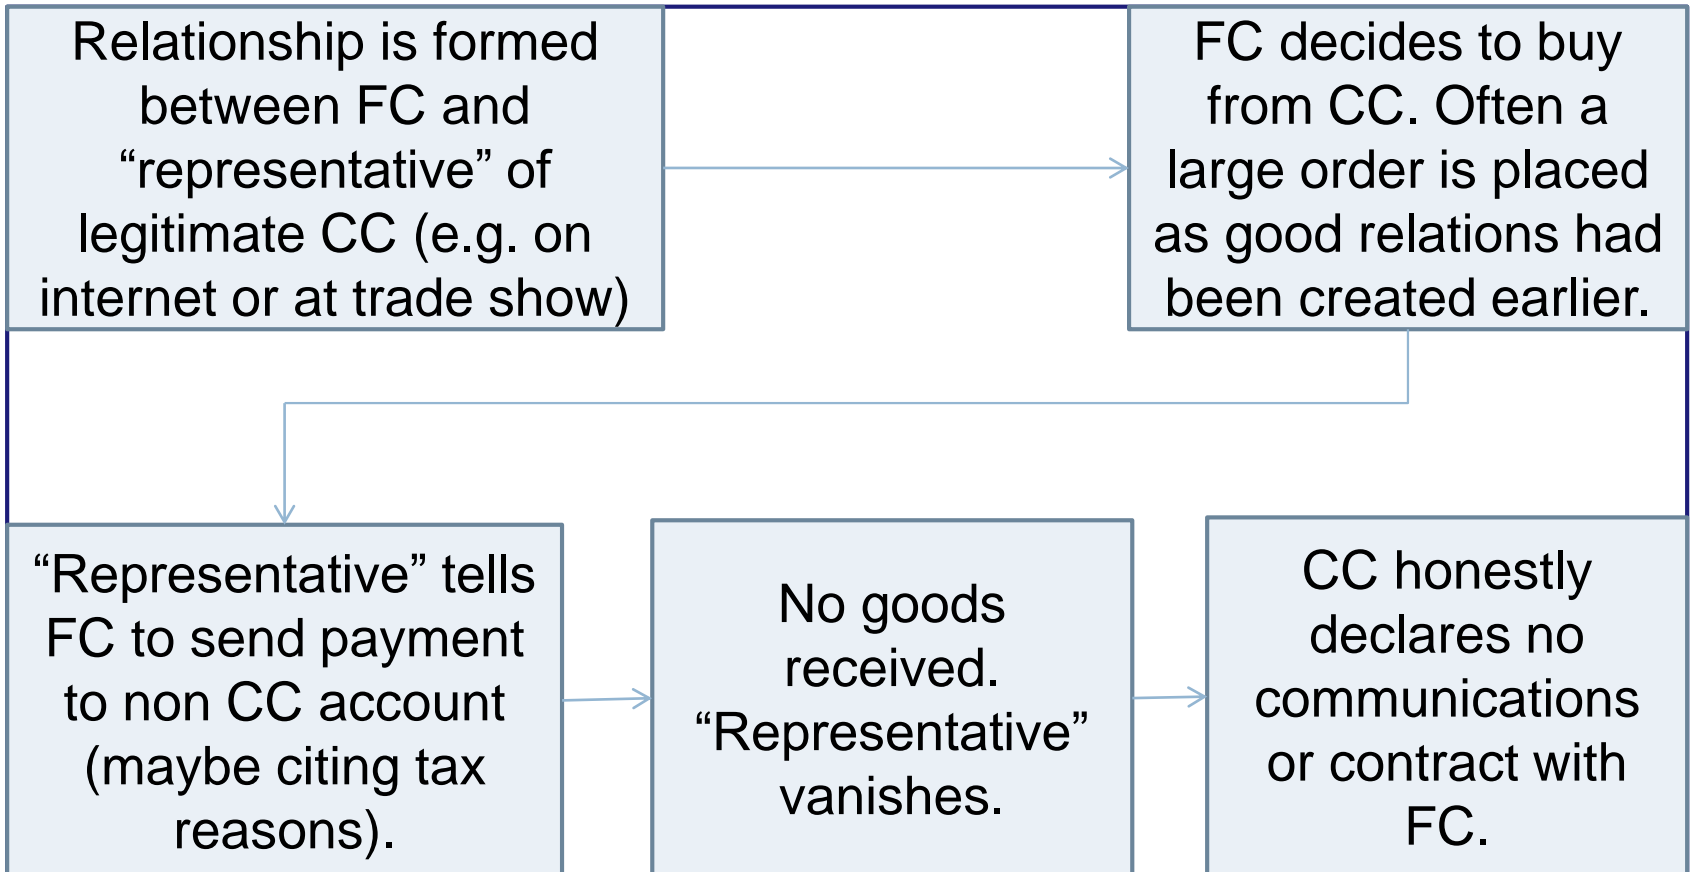 Relationship is formed
between FC and
“representative” of
legitimate CC (e.g. on
internet or at trade show)
FC decides to buy
from CC. Often a
large order is placed
as good relations had
been created earlier.
“Representative” tells
FC to send payment
to non CC account
(maybe citing tax
reasons).
No goods
received.
“Representative”
vanishes.
CC honestly
declares no
communications
or contract with
FC.